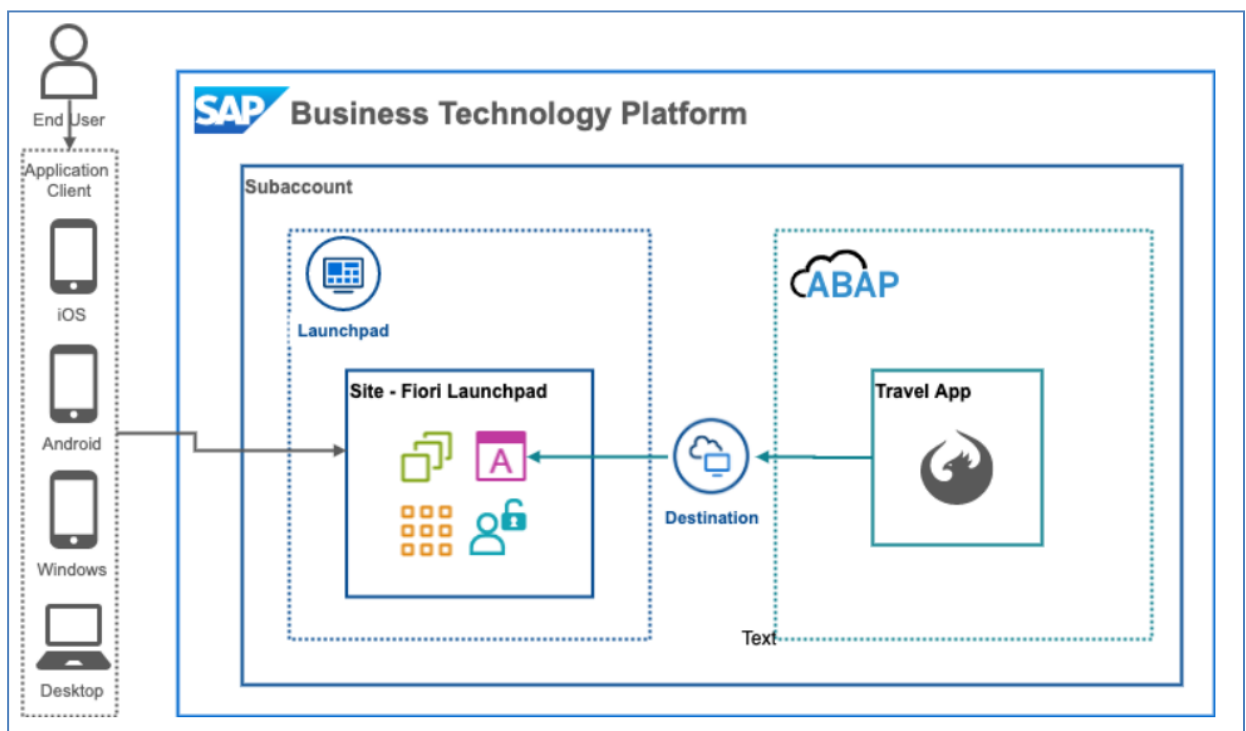 End User
Application
Client
iOS
Android
Windows
Desktop
SAP Business Technology Platform
Subaccount
Launchpad
Site - Fiori Launchpad
A
Destination
ABAP
Travel App
Text